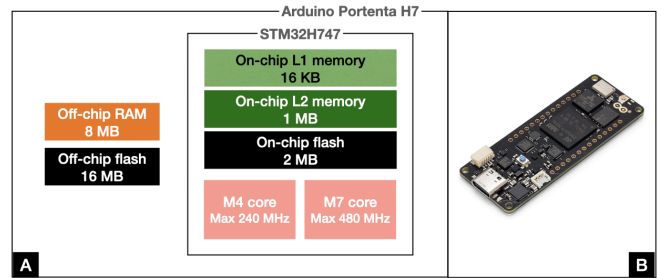 Arduino Portenta H7
STM32H747
On-chip L1 memory
16 KB
On-chip L2 memory
1 MB
On-chip flash
2 MB
Off-chip RAM
8 MB
Off-chip flash
16 MB
M4 core
Max 240 MHz
M7 core
Max 480 MHz
A
B